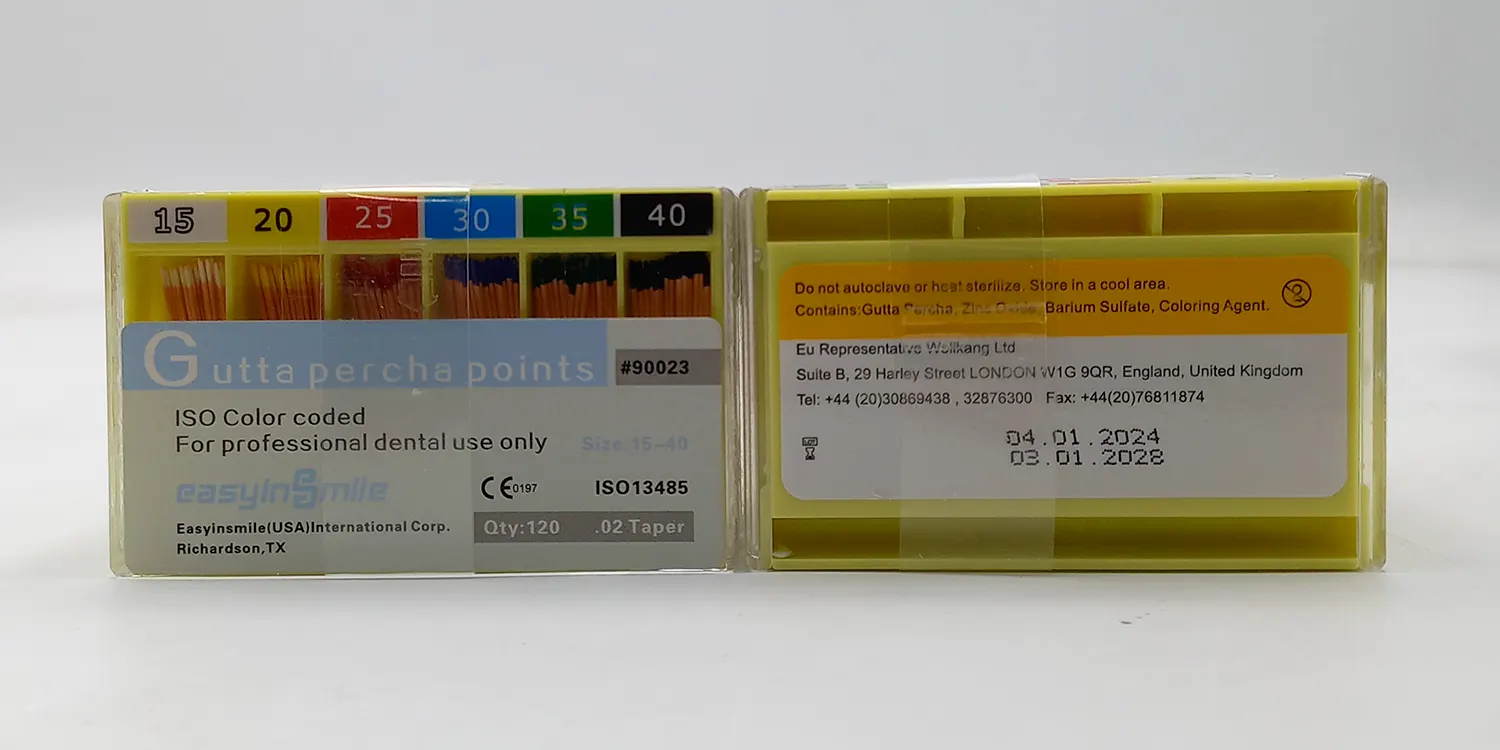 15 20 25 30 35 40
Gutta percha points
#90023
ISO Color coded
For professional dental use only
Size:15-40
easyinSmile
CE0197 ISO13485
Easyinsmile(USA)International Corp.
Richardson,TX
Qty:120 .02 Taper
Do not autoclave or heat sterilize. Store in a cool area.
Contains:Gutta Percha, Zinc Oxide, Barium Sulfate, Coloring Agent.
2
Eu Representative Wellkang Ltd
Suite B, 29 Harley Street LONDON W1G 9QR, England, United Kingdom
Tel: +44 (20)30869438 , 32876300 Fax: +44(20)76811874
LOT 04.01.2024
03.01.2028